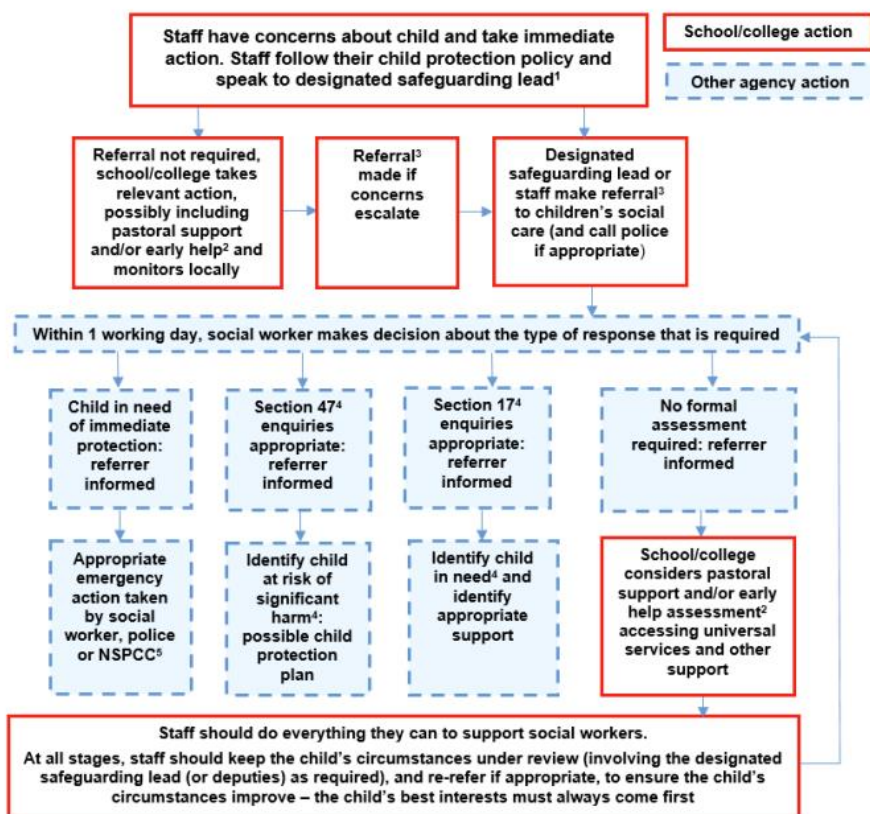 Staff have concerns about child and take immediate
action. Staff follow their child protection policy and
speak to designated safeguarding lead¹
School/college action
Other agency action
Referral not required,
school/college takes
relevant action,
possibly including
pastoral support
and/or early help² and
monitors locally
Referral³
made if
concerns
escalate
Designated
safeguarding lead or
staff make referral³
to children’s social
care (and call police
if appropriate)
Within 1 working day, social worker makes decision about the type of response that is required
Child in need
of immediate
protection:
referrer
informed
Section 47⁴
enquiries
appropriate:
referrer
informed
Section 17⁴
enquiries
appropriate:
referrer
informed
No formal
assessment
required: referrer
informed
Appropriate
emergency
action taken
by social
worker, police
or NSPCC⁵
Identify child
at risk of
significant
harm⁴:
possible child
protection
plan
Identify child
in need⁴ and
identify
appropriate
support
School/college
considers pastoral
support and/or early
help assessment²
accessing universal
services and other
support
Staff should do everything they can to support social workers.
At all stages, staff should keep the child’s circumstances under review (involving the designated
safeguarding lead (or deputies) as required), and re-refer if appropriate, to ensure the child’s
circumstances improve – the child’s best interests must always come first